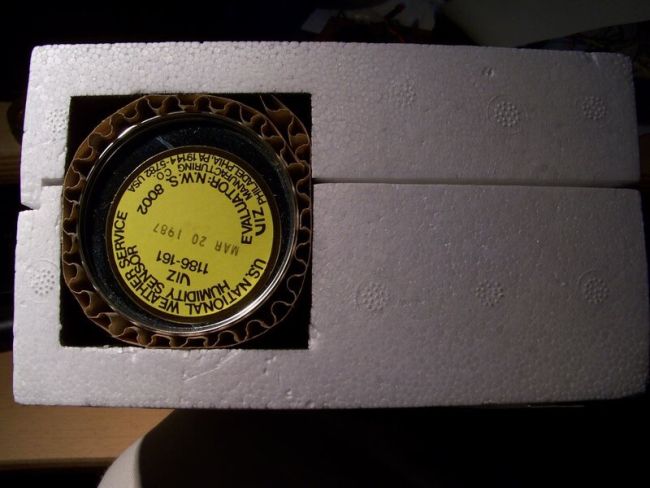 U.S. NATIONAL WEATHER SERVICE
HUMIDITY SENSOR
VIZ
1186-161
MAR 20 1987
EVALUATOR: N.W.S. 8002
VIZ MANUFACTURING CO.
PHILADELPHIA, PA 19144-5782 USA